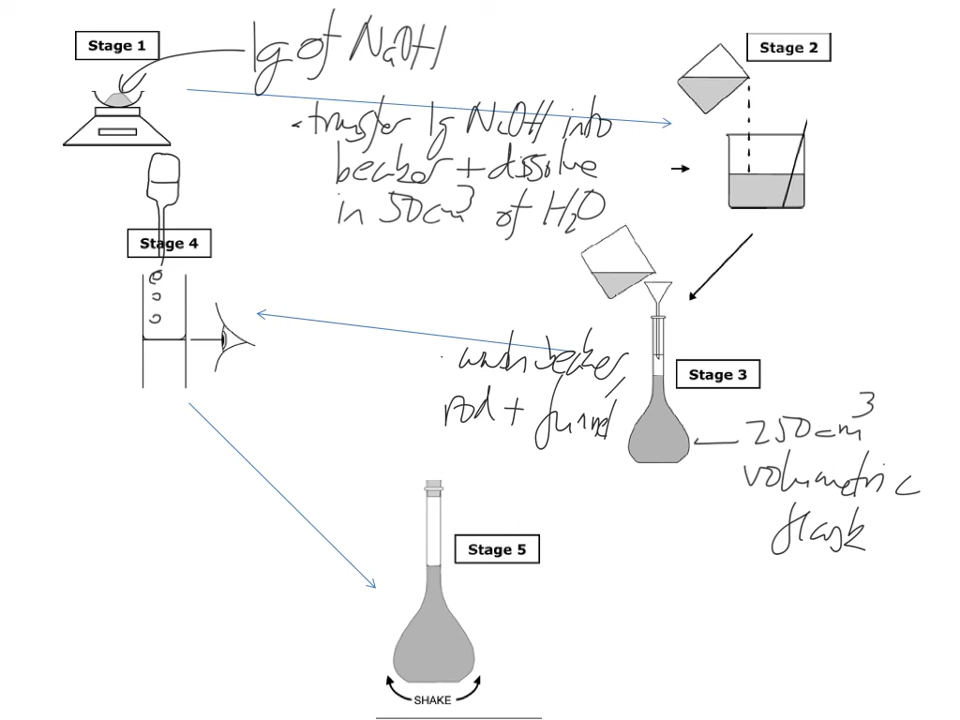 Stage 1
1g of NaOH
Stage 2
• transfer 1g NaOH into
beaker + dissolve
in 50cm³ of H₂O
Stage 4
Stage 3
• wash beaker,
rod + funnel
250cm³
volumetric
flask
Stage 5
SHAKE